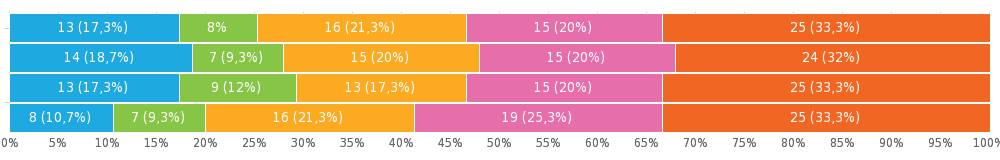 13 (17,3%) 8% 16 (21,3%) 15 (20%) 25 (33,3%)
14 (18,7%) 7 (9,3%) 15 (20%) 15 (20%) 24 (32%)
13 (17,3%) 9 (12%) 13 (17,3%) 15 (20%) 25 (33,3%)
8 (10,7%) 7 (9,3%) 16 (21,3%) 19 (25,3%) 25 (33,3%)
0% 5% 10% 15% 20% 25% 30% 35% 40% 45% 50% 55% 60% 65% 70% 75% 80% 85% 90% 95% 100%